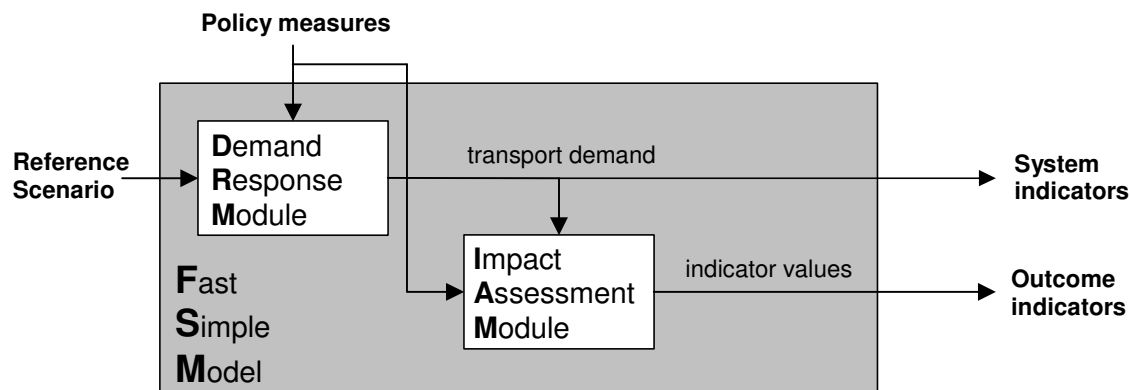 Policy measures
Reference
Scenario
Demand
Response
Module
transport demand
System
indicators
Impact
Assessment
Module
indicator values
Outcome
indicators
Fast
Simple
Model